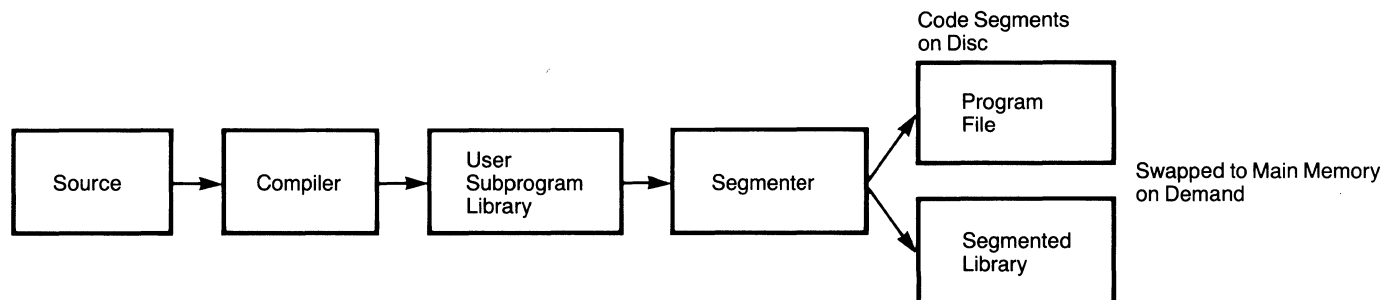 Code Segments
on Disc
Program
File
Source
Compiler
User
Subprogram
Library
Segmenter
Swapped to Main Memory
on Demand
Segmented
Library